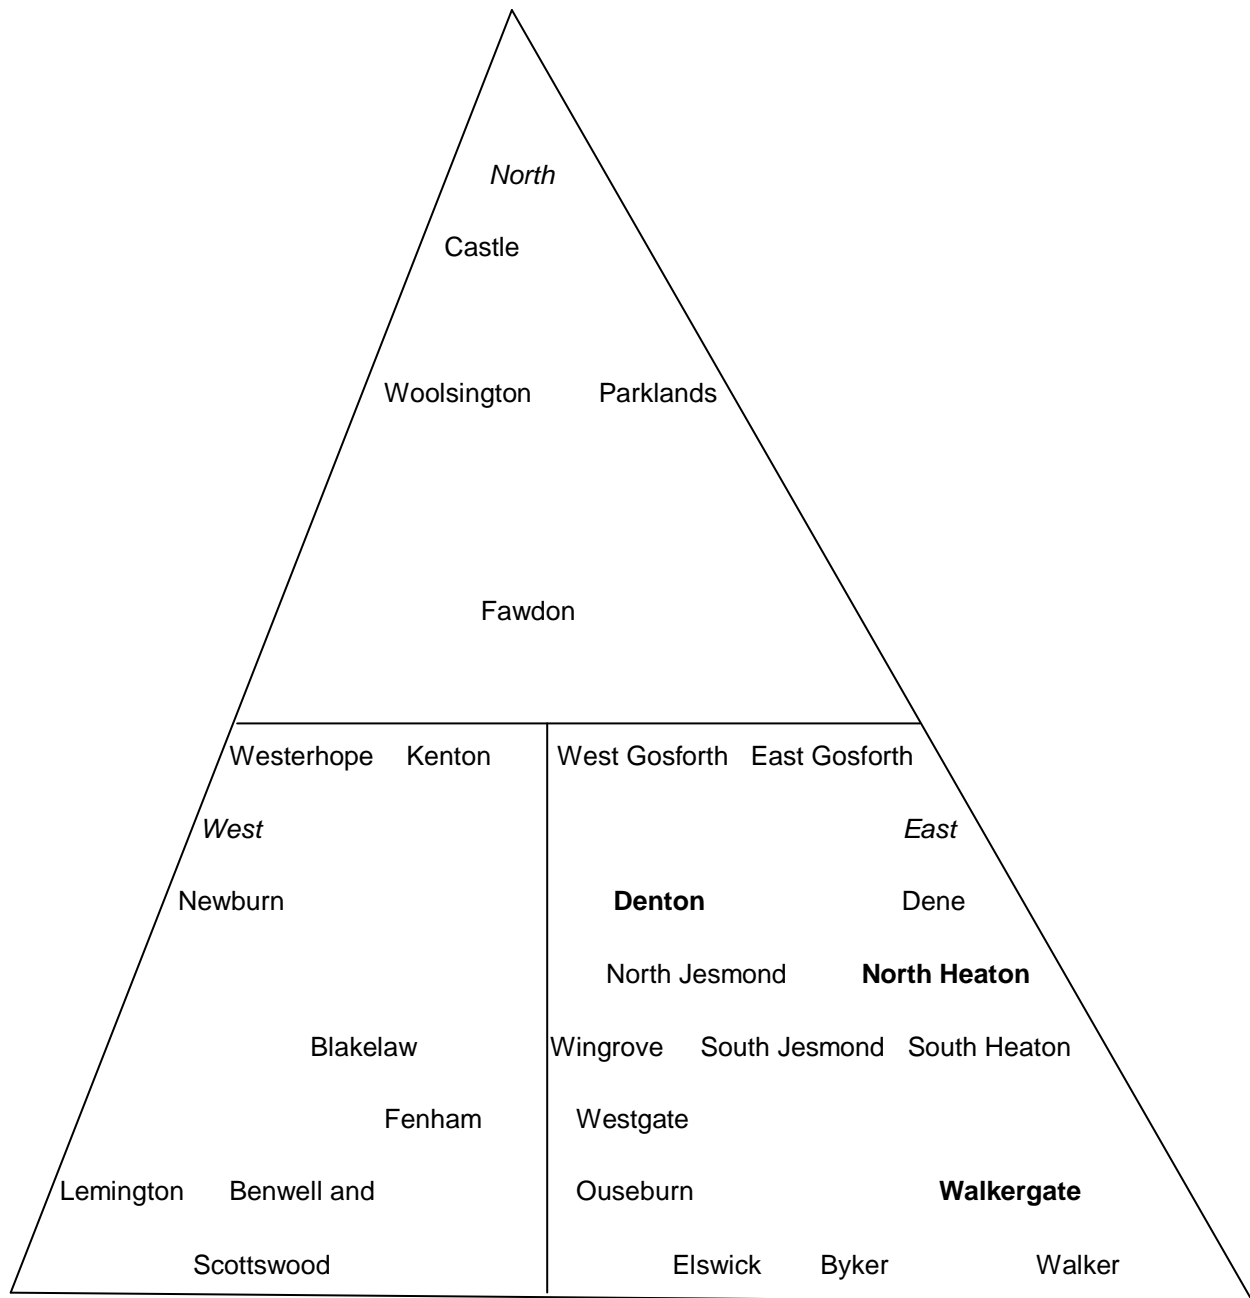 North
Castle
Woolsington Parklands
Fawdon
Westerhope Kenton West Gosforth East Gosforth
West East
Newburn Denton Dene
North Jesmond North Heaton
Blakelaw Wingrove South Jesmond South Heaton
Fenham Westgate
Lemington Benwell and Ouseburn Walkergate
Scottswood Elswick Byker Walker